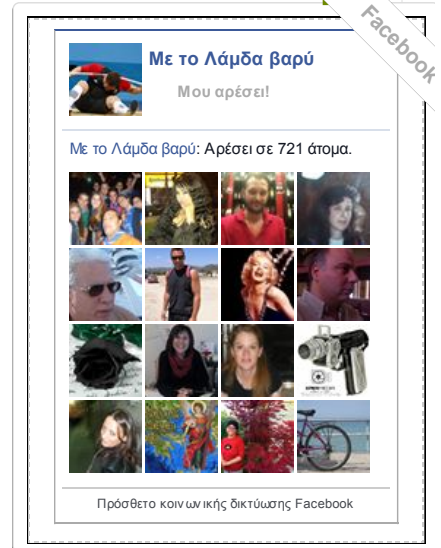 Facebook
Με το Λάμδα βαρύ
Μου αρέσει!
Με το Λάμδα βαρύ: Αρέσει σε 721 άτομα.
Πρόσθετο κοινωνικής δικτύωσης Facebook